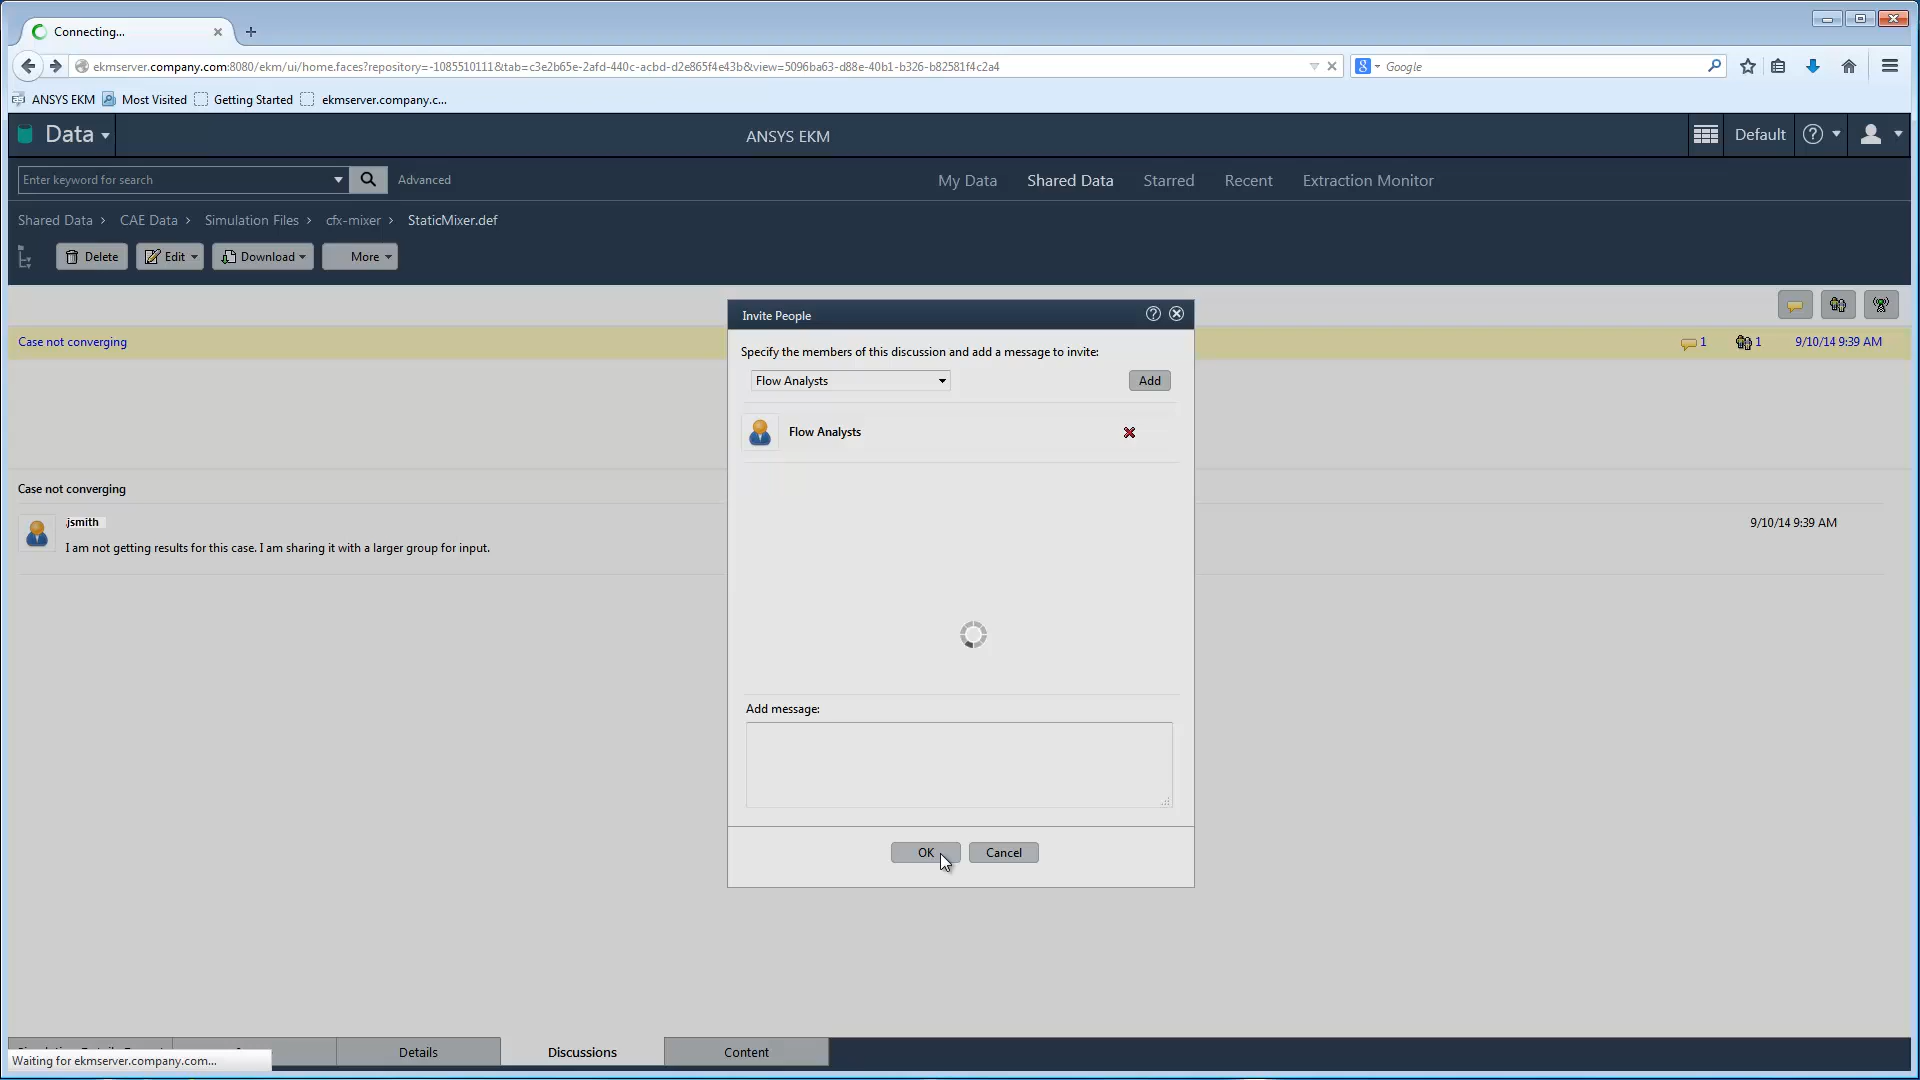 Connecting...
ekmserver.company.com:8080/ekm/ui/home.faces?repository=-1085510111&tab=c3e2b65e-2afd-440c-acbd-d2e865f4e43b&view=5096ba63-d88e-40b1-b326-b82581f4c2a4
Google
ANSYS EKM Most Visited Getting Started ekmserver.company.c...
Data ANSYS EKM Default
Enter keyword for search Advanced My Data Shared Data Starred Recent Extraction Monitor
Shared Data > CAE Data > Simulation Files > cfx-mixer > StaticMixer.def
Delete Edit Download More
Invite People
Case not converging 1 1 9/10/14 9:39 AM
Specify the members of this discussion and add a message to invite:
Flow Analysts Add
Flow Analysts
Case not converging
jsmith 9/10/14 9:39 AM
I am not getting results for this case. I am sharing it with a larger group for input.
Add message:
OK Cancel
Details Discussions Content
Waiting for ekmserver.company.com...